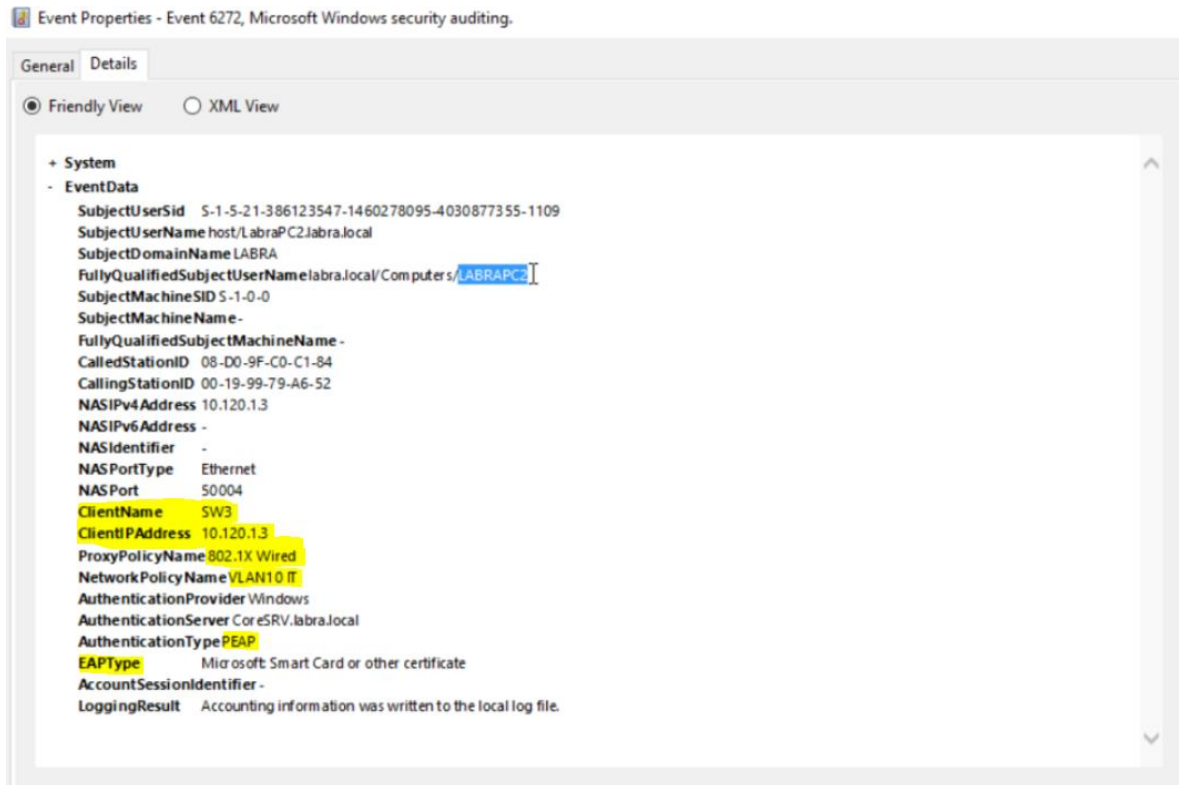 Event Properties - Event 6272, Microsoft Windows security auditing.
General Details
Friendly View XML View
+ System
- EventData
SubjectUserSid S-1-5-21-386123547-1460278095-4030877355-1109
SubjectUserName host/LabraPC2.labra.local
SubjectDomainName LABRA
FullyQualifiedSubjectUserName labra.local/Computers/LABRAPC2
SubjectMachineSID S-1-0-0
SubjectMachineName -
FullyQualifiedSubjectMachineName -
CalledStationID 08-D0-9F-C0-C1-84
CallingStationID 00-19-99-79-A6-52
NASIPv4Address 10.120.1.3
NASIPv6Address -
NASIdentifier -
NASPortType Ethernet
NASPort 50004
ClientName SW3
ClientIPAddress 10.120.1.3
ProxyPolicyName 802.1X Wired
NetworkPolicyName VLAN10 IT
AuthenticationProvider Windows
AuthenticationServer CoreSRV.labra.local
AuthenticationType PEAP
EAPType Microsoft: Smart Card or other certificate
AccountSessionIdentifier -
LoggingResult Accounting information was written to the local log file.